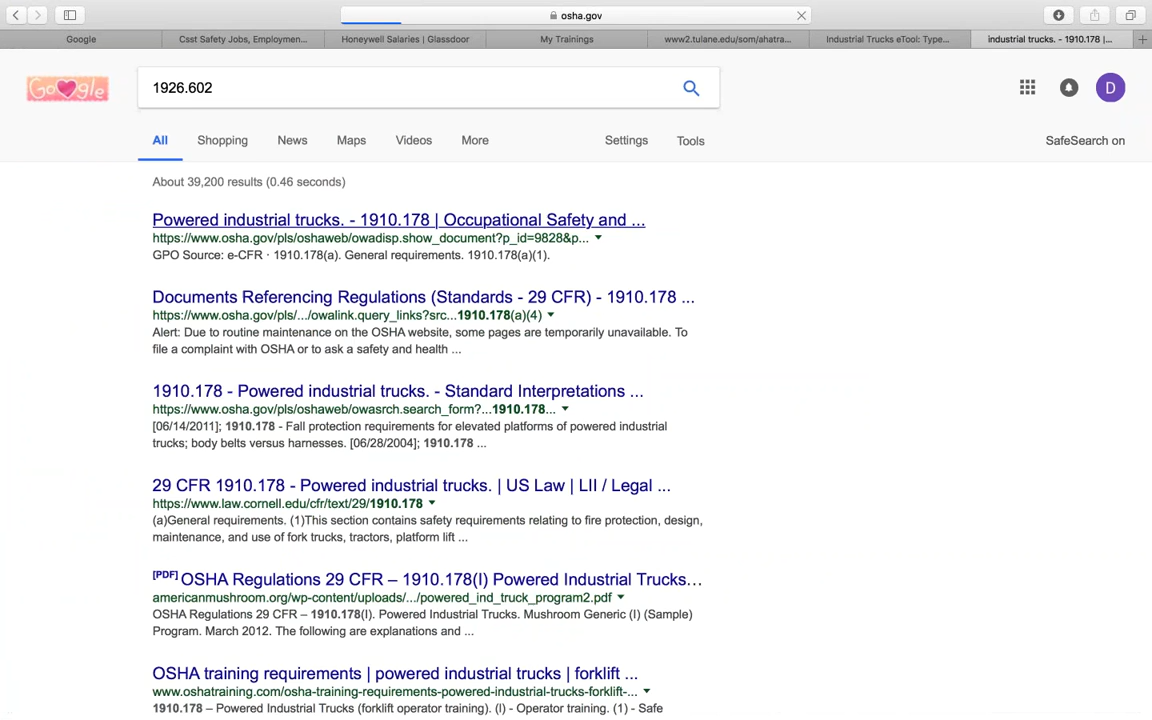 osha.gov
Google
Csst Safety Jobs, Employmen...
Honeywell Salaries | Glassdoor
My Trainings
www2.tulane.edu/som/ahatra...
Industrial Trucks eTool: Type...
industrial trucks. - 1910.178 |...
Google
1926.602
D
All
Shopping
News
Maps
Videos
More
Settings
Tools
SafeSearch on
About 39,200 results (0.46 seconds)
Powered industrial trucks. - 1910.178 | Occupational Safety and ...
https://www.osha.gov/pls/oshaweb/owadisp.show_document?p_id=9828&p...
GPO Source: e-CFR · 1910.178(a). General requirements. 1910.178(a)(1).
Documents Referencing Regulations (Standards - 29 CFR) - 1910.178 ...
https://www.osha.gov/pls/.../owalink.query_links?src...1910.178(a)(4)
Alert: Due to routine maintenance on the OSHA website, some pages are temporarily unavailable. To
file a complaint with OSHA or to ask a safety and health ...
1910.178 - Powered industrial trucks. - Standard Interpretations ...
https://www.osha.gov/pls/oshaweb/owasrch.search_form?...1910.178...
[06/14/2011]; 1910.178 - Fall protection requirements for elevated platforms of powered industrial
trucks; body belts versus harnesses. [06/28/2004]; 1910.178 ...
29 CFR 1910.178 - Powered industrial trucks. | US Law | LII / Legal ...
https://www.law.cornell.edu/cfr/text/29/1910.178
(a)General requirements. (1)This section contains safety requirements relating to fire protection, design,
maintenance, and use of fork trucks, tractors, platform lift ...
[PDF] OSHA Regulations 29 CFR – 1910.178(I) Powered Industrial Trucks...
americanmushroom.org/wp-content/uploads/.../powered_ind_truck_program2.pdf
OSHA Regulations 29 CFR – 1910.178(I). Powered Industrial Trucks. Mushroom Generic (I) (Sample)
Program. March 2012. The following are explanations and ...
OSHA training requirements | powered industrial trucks | forklift ...
www.oshatraining.com/osha-training-requirements-powered-industrial-trucks-forklift-...
1910.178 – Powered Industrial Trucks (forklift operator training). (l) - Operator training. (1) - Safe